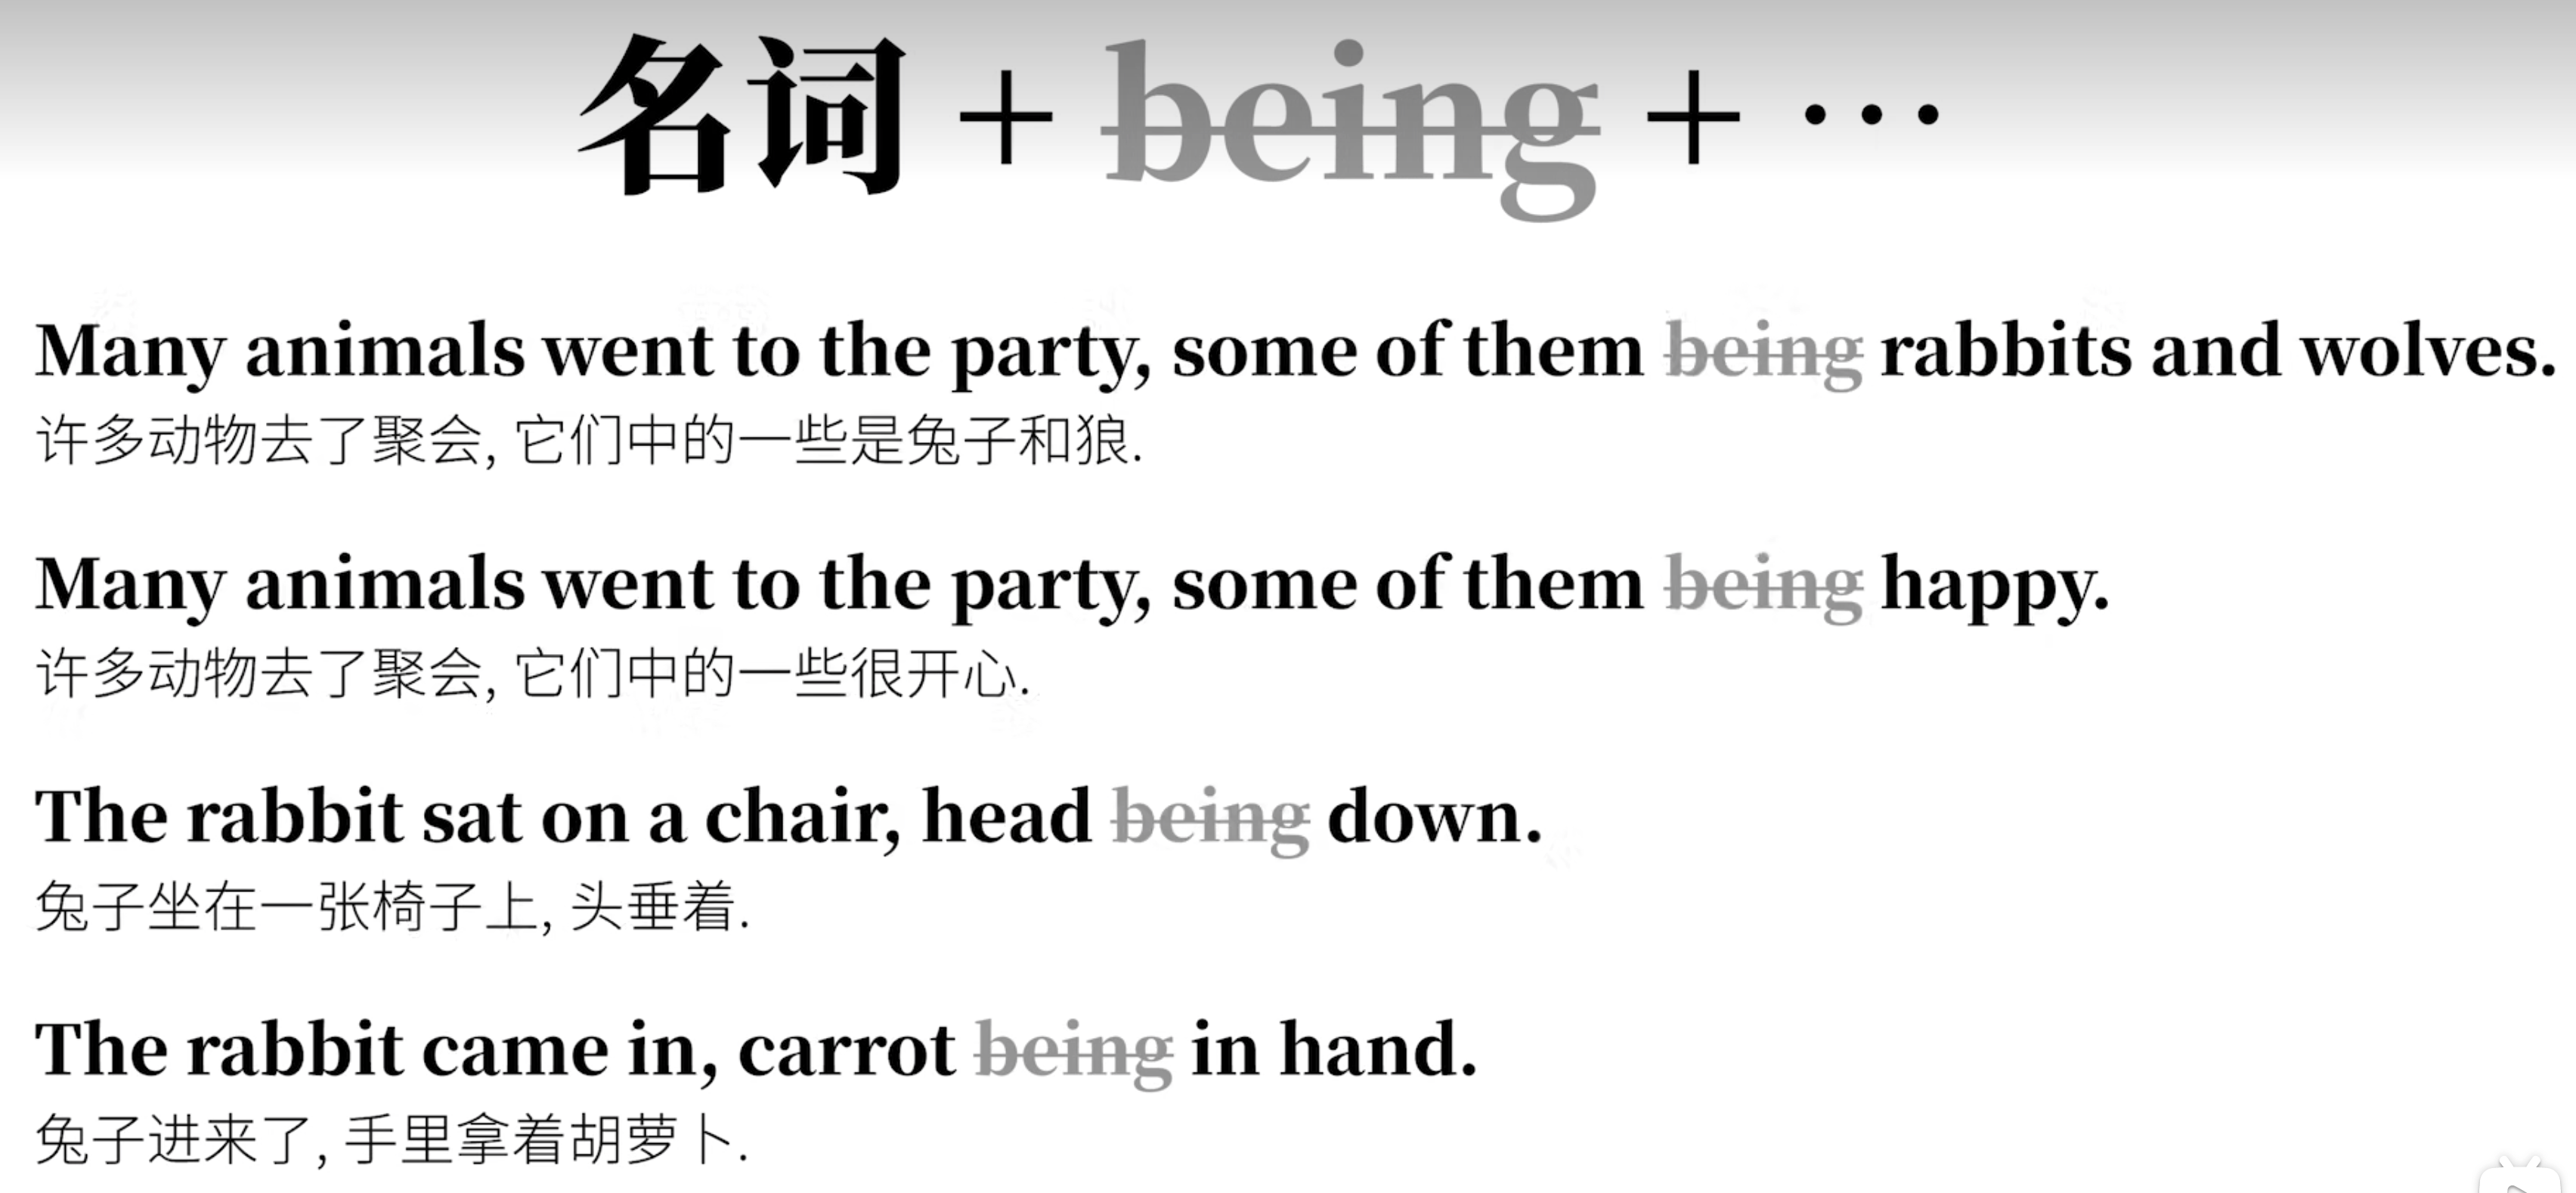 名词 + being + ···
Many animals went to the party, some of them being rabbits and wolves.
许多动物去了聚会, 它们中的一些是兔子和狼.
Many animals went to the party, some of them being happy.
许多动物去了聚会, 它们中的一些很开心.
The rabbit sat on a chair, head being down.
兔子坐在一张椅子上, 头垂着.
The rabbit came in, carrot being in hand.
兔子进来了, 手里拿着胡萝卜.